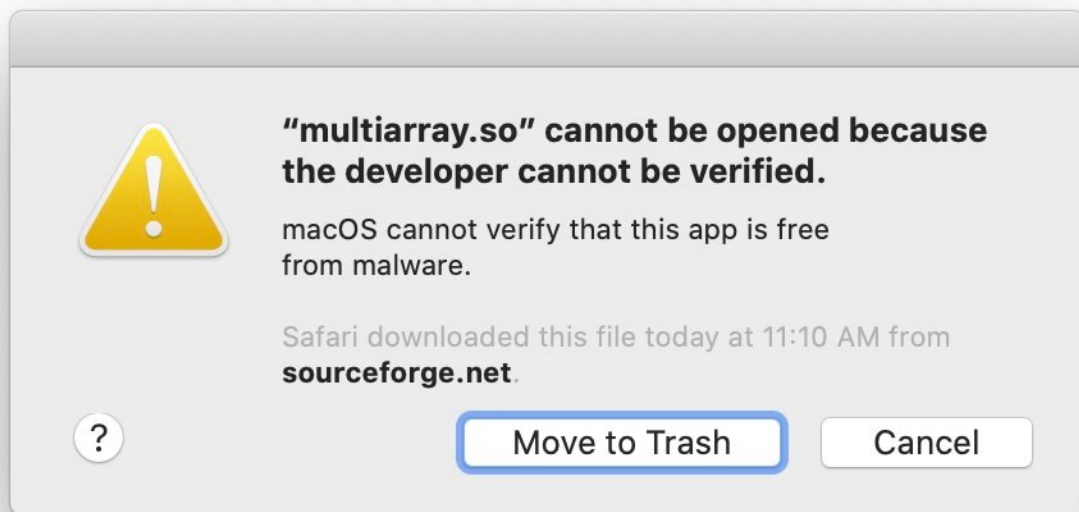 “multiarray.so” cannot be opened because
the developer cannot be verified.
macOS cannot verify that this app is free
from malware.
Safari downloaded this file today at 11:10 AM from
sourceforge.net.
?
Move to Trash
Cancel